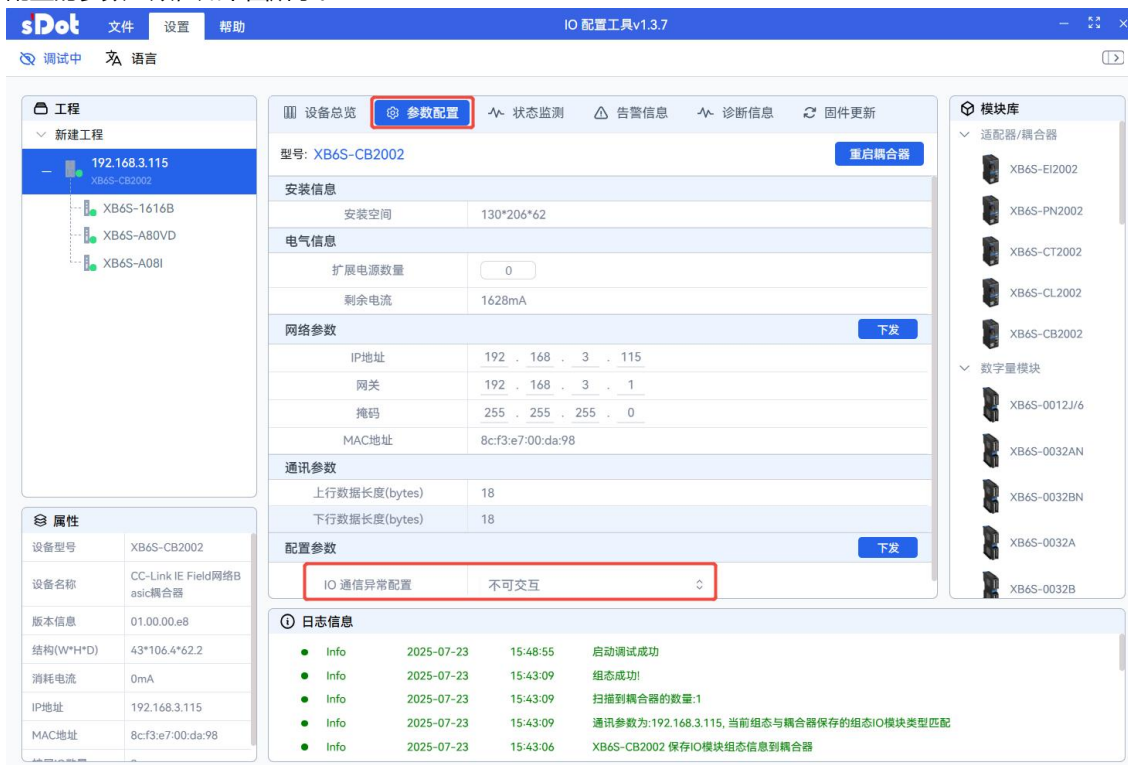 sDot 文件 设置 帮助 IO 配置工具v1.3.7
调试中 语言
工程
新建工程
192.168.3.115
XB6S-CB2002
XB6S-1616B
XB6S-A80VD
XB6S-A08I
属性
设备型号 XB6S-CB2002
设备名称 CC-Link IE Field网络B
asic耦合器
版本信息 01.00.00.e8
结构(W*H*D) 43*106.4*62.2
消耗电流 0mA
IP地址 192.168.3.115
MAC地址 8c:f3:e7:00:da:98
设备总览 参数配置 状态监测 告警信息 诊断信息 固件更新
型号: XB6S-CB2002 重启耦合器
安装信息
安装空间 130*206*62
电气信息
扩展电源数量 0
剩余电流 1628mA
网络参数 下发
IP地址 192 . 168 . 3 . 115
网关 192 . 168 . 3 . 1
掩码 255 . 255 . 255 . 0
MAC地址 8c:f3:e7:00:da:98
通讯参数
上行数据长度(bytes) 18
下行数据长度(bytes) 18
配置参数 下发
IO 通信异常配置 不可交互
日志信息
Info 2025-07-23 15:48:55 启动调试成功
Info 2025-07-23 15:43:09 组态成功!
Info 2025-07-23 15:43:09 扫描到耦合器的数量:1
Info 2025-07-23 15:43:09 通讯参数为:192.168.3.115, 当前组态与耦合器保存的组态IO模块类型匹配
Info 2025-07-23 15:43:06 XB6S-CB2002 保存IO模块组态信息到耦合器
模块库
适配器/耦合器
XB6S-EI2002
XB6S-PN2002
XB6S-CT2002
XB6S-CL2002
XB6S-CB2002
数字量模块
XB6S-0012J/6
XB6S-0032AN
XB6S-0032BN
XB6S-0032A
XB6S-0032B